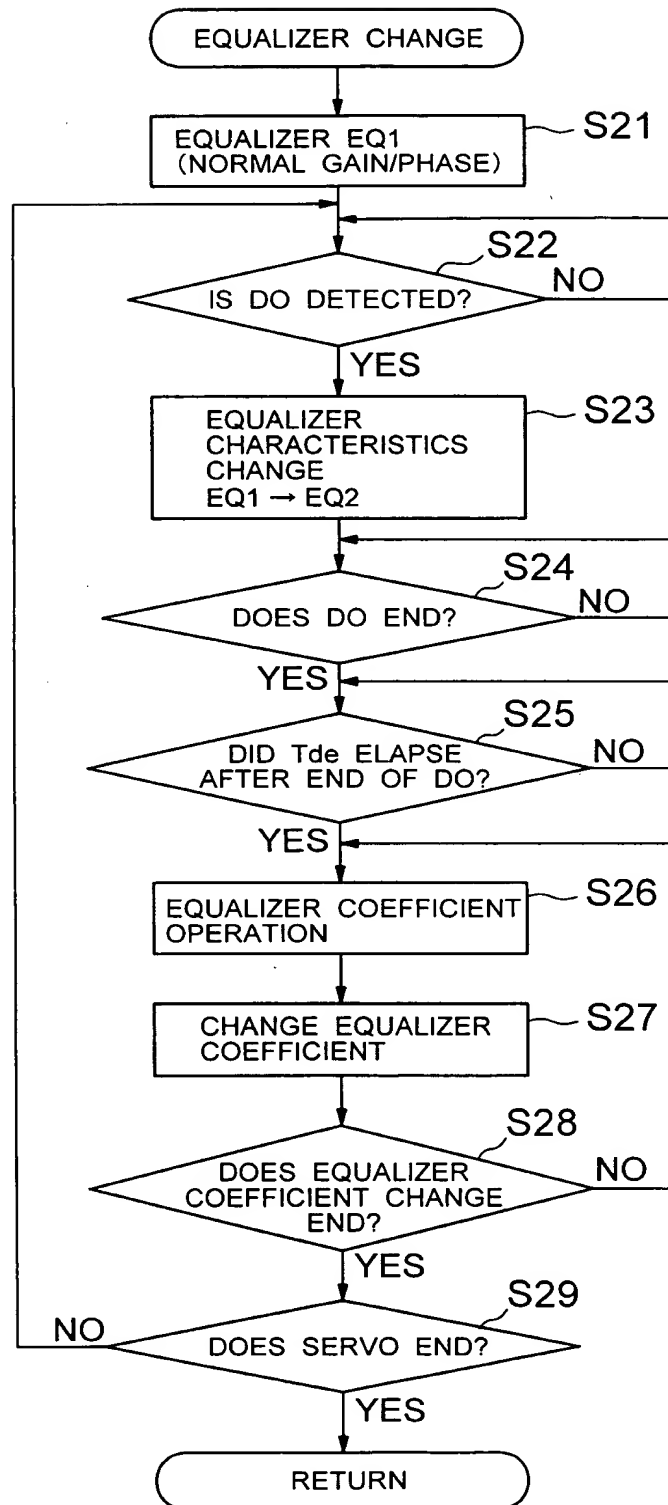 EQUALIZER CHANGE
S21
EQUALIZER EQ1
(NORMAL GAIN/PHASE)
S22
IS DO DETECTED?
NO
YES
S23
EQUALIZER
CHARACTERISTICS
CHANGE
EQ1 → EQ2
S24
DOES DO END?
NO
YES
S25
DID Tde ELAPSE
AFTER END OF DO?
NO
YES
S26
EQUALIZER COEFFICIENT
OPERATION
S27
CHANGE EQUALIZER
COEFFICIENT
S28
DOES EQUALIZER
COEFFICIENT CHANGE
END?
NO
YES
S29
NO
DOES SERVO END?
YES
RETURN